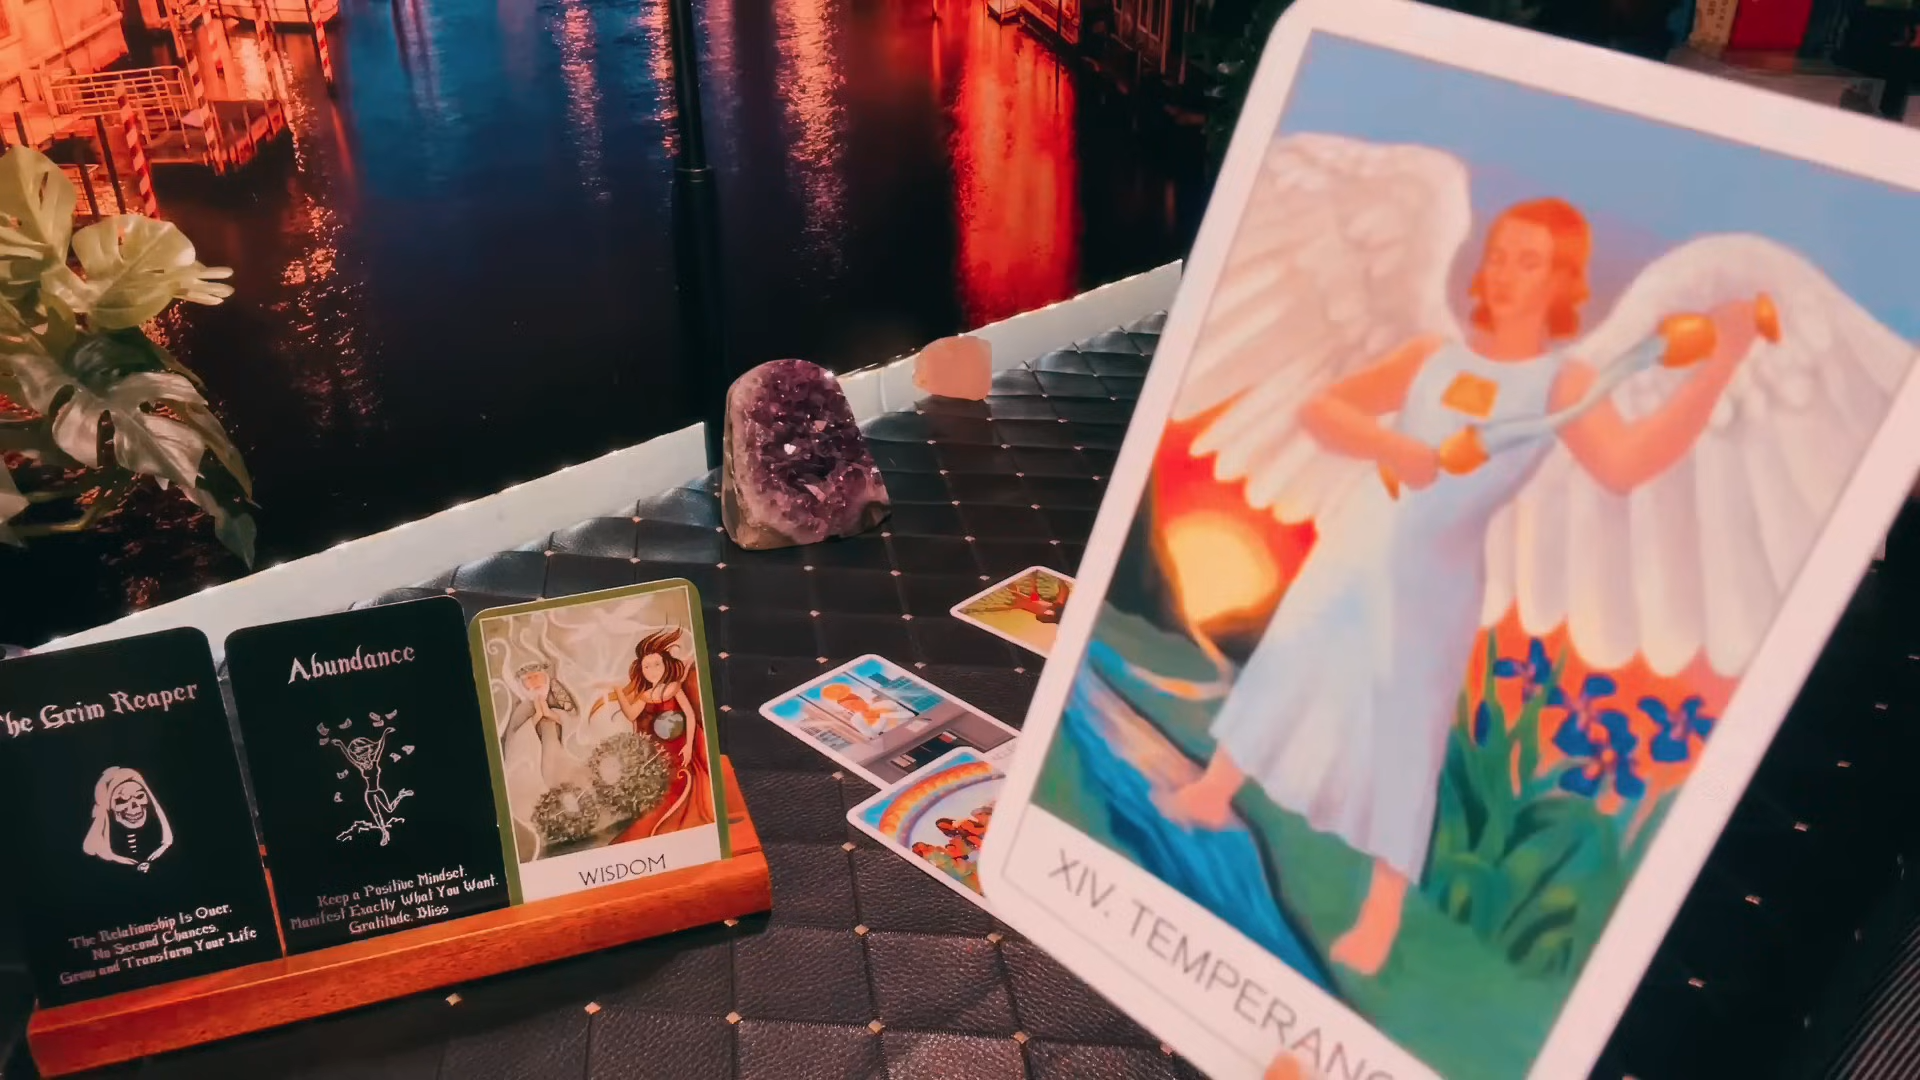 The Grim Reaper
The Relationship Is Over.
No Second Chances.
Grow and Transform Your Life
Abundance
Keep a Positive Mindset.
Manifest Exactly What You Want.
Gratitude. Bliss
WISDOM
XIV. TEMPERANC